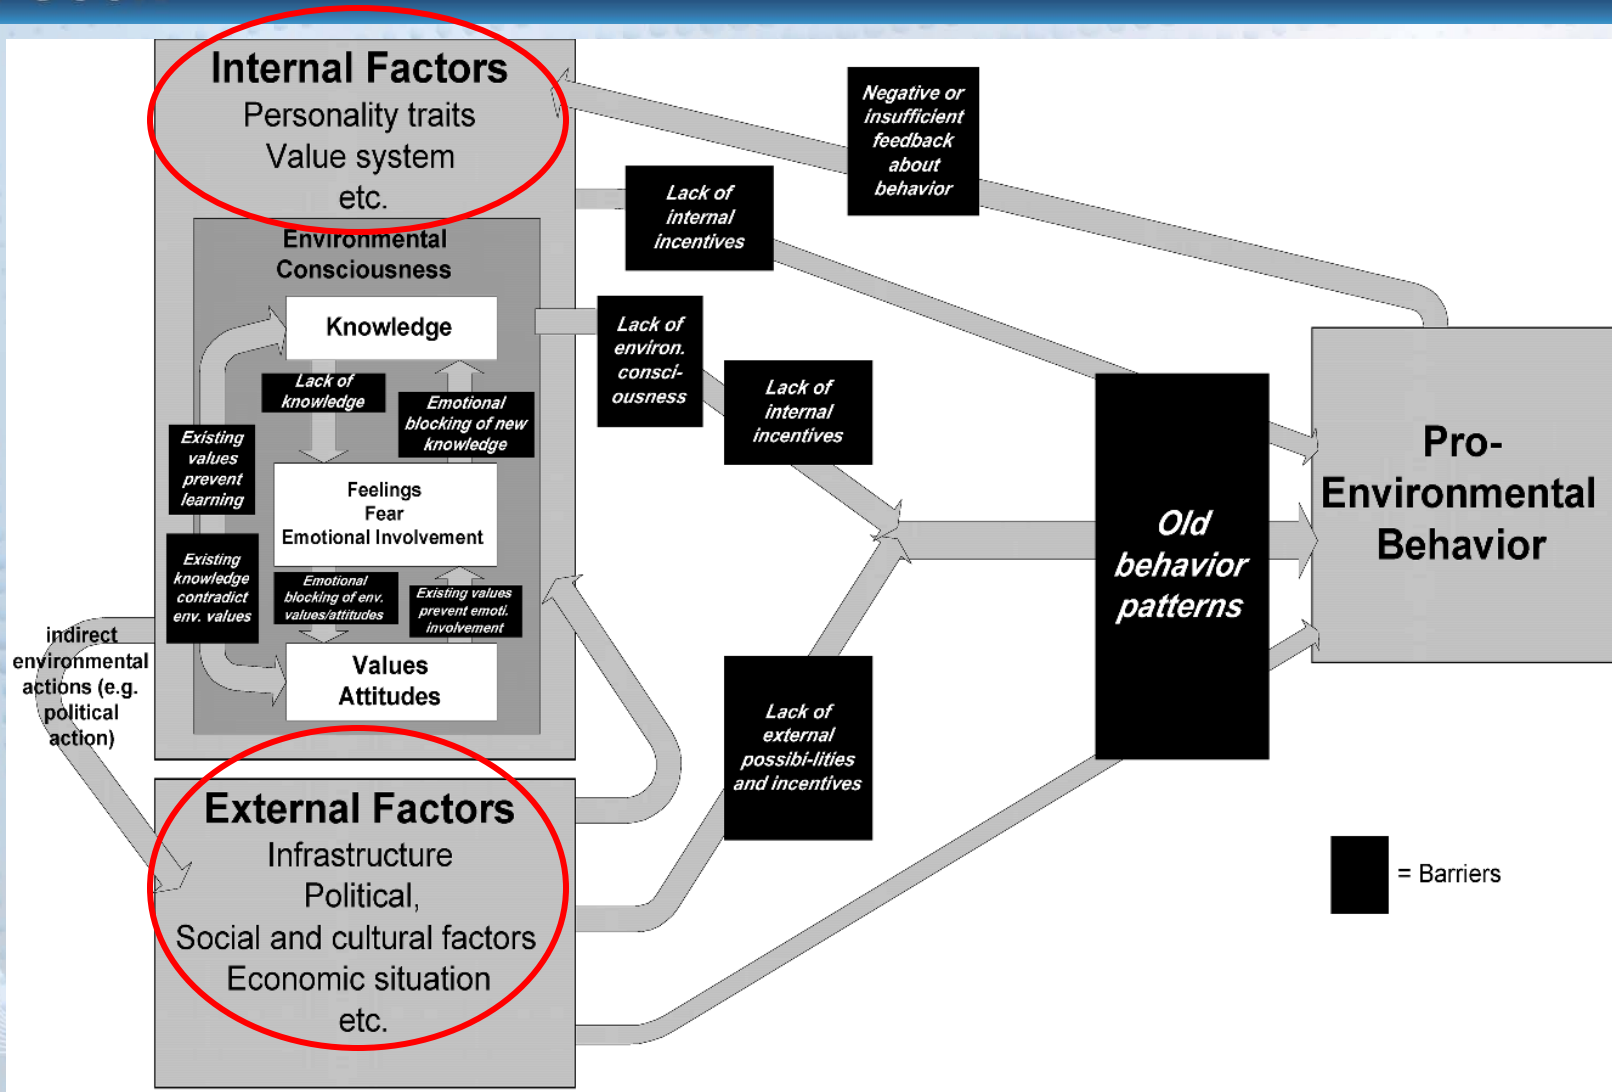 Internal Factors
Personality traits
Value system
etc.
Environmental
Consciousness
Knowledge
Lack of
knowledge
Emotional
blocking of new
knowledge
Existing
values
prevent
learning
Feelings
Fear
Emotional Involvement
Existing
knowledge
contradict
env. values
Emotional
blocking of env.
values/attitudes
Existing values
prevent emoti.
involvement
Values
Attitudes
indirect
environmental
actions (e.g.
political
action)
External Factors
Infrastructure
Political,
Social and cultural factors
Economic situation
etc.
Negative or
insufficient
feedback
about
behavior
Lack of
internal
incentives
Lack of
environ.
consci-
ousness
Lack of
internal
incentives
Lack of
external
possibi-lities
and incentives
Old
behavior
patterns
Pro-
Environmental
Behavior
= Barriers